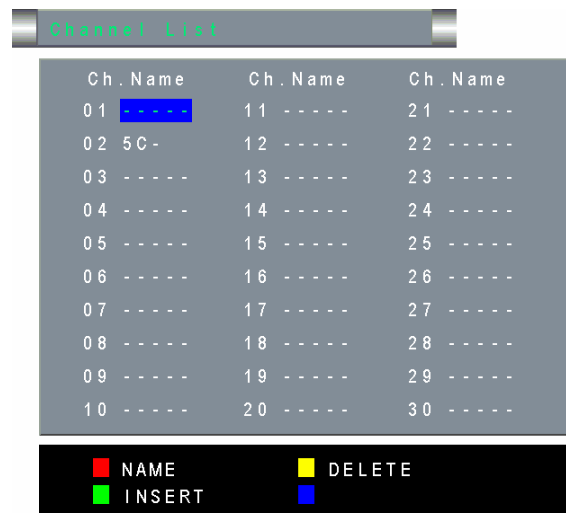 Channel List
Ch.Name Ch.Name Ch.Name
01 ----- 11 ----- 21 -----
02 5C- 12 ----- 22 -----
03 ----- 13 ----- 23 -----
04 ----- 14 ----- 24 -----
05 ----- 15 ----- 25 -----
06 ----- 16 ----- 26 -----
07 ----- 17 ----- 27 -----
08 ----- 18 ----- 28 -----
09 ----- 19 ----- 29 -----
10 ----- 20 ----- 30 -----
NAME DELETE
INSERT